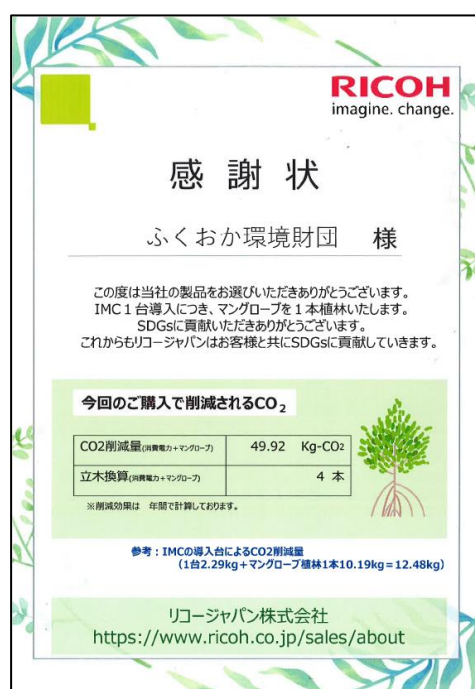 RICOH
imagine. change.
感 謝 状
ふくおか環境財団 様
この度は当社の製品をお選びいただきありがとうございます。
IMC１台導入につき、マングローブを１本植林いたします。
SDGsに貢献いただきありがとうございます。
これからもリコージャパンはお客様と共にSDGsに貢献していきます。
今回のご購入で削減されるCO₂
CO2削減量(消費電力+マングローブ) 49.92 Kg-CO2
立木換算(消費電力+マングローブ) 4 本
※削減効果は 年間で計算しております。
参考：IMCの導入台によるCO2削減量
（1台2.29kg＋マングローブ植林1本10.19kg＝12.48kg）
リコージャパン株式会社
https://www.ricoh.co.jp/sales/about